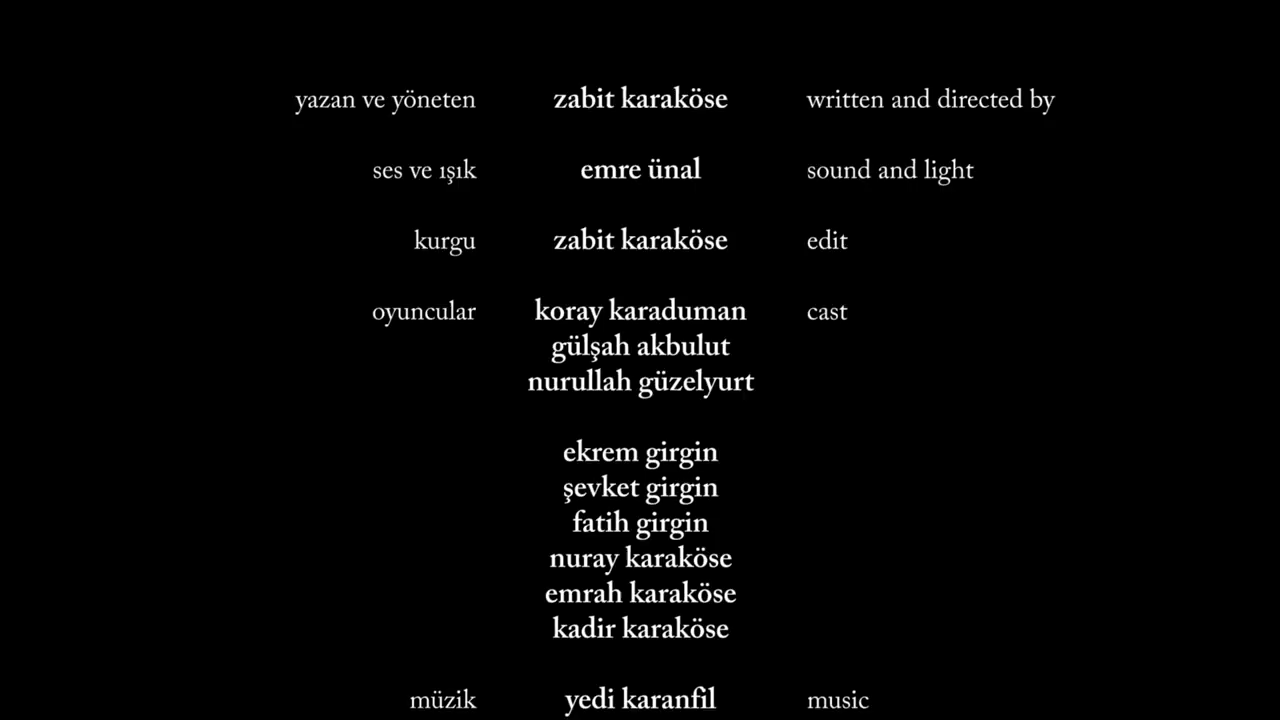 yazan ve yöneten zabit karaköse written and directed by
ses ve ışık emre ünal sound and light
kurgu zabit karaköse edit
oyuncular koray karaduman cast
gülşah akbulut
nurullah güzelyurt
ekrem girgin
şevket girgin
fatih girgin
nuray karaköse
emrah karaköse
kadir karaköse
müzik yedi karanfil music